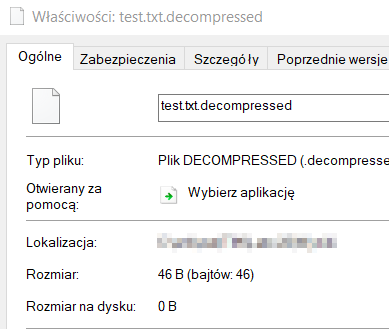 Właściwości: test.txt.decompressed
Ogólne Zabezpieczenia Szczegóły Poprzednie wersje
test.txt.decompressed
Typ pliku: Plik DECOMPRESSED (.decompresse
Otwierany za pomocą: Wybierz aplikację
Lokalizacja:
Rozmiar: 46 B (bajtów: 46)
Rozmiar na dysku: 0 B